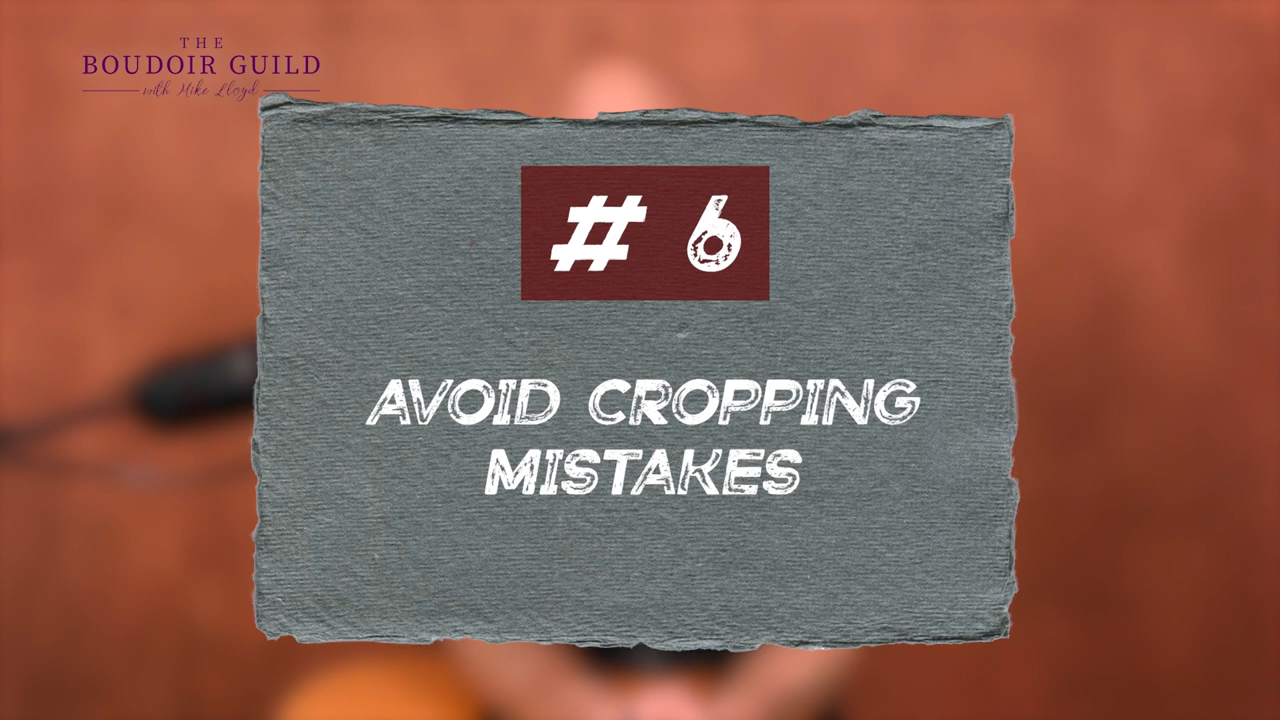 THE
BOUDOIR GUILD
with Mike Lloyd
# 6
AVOID CROPPING
MISTAKES